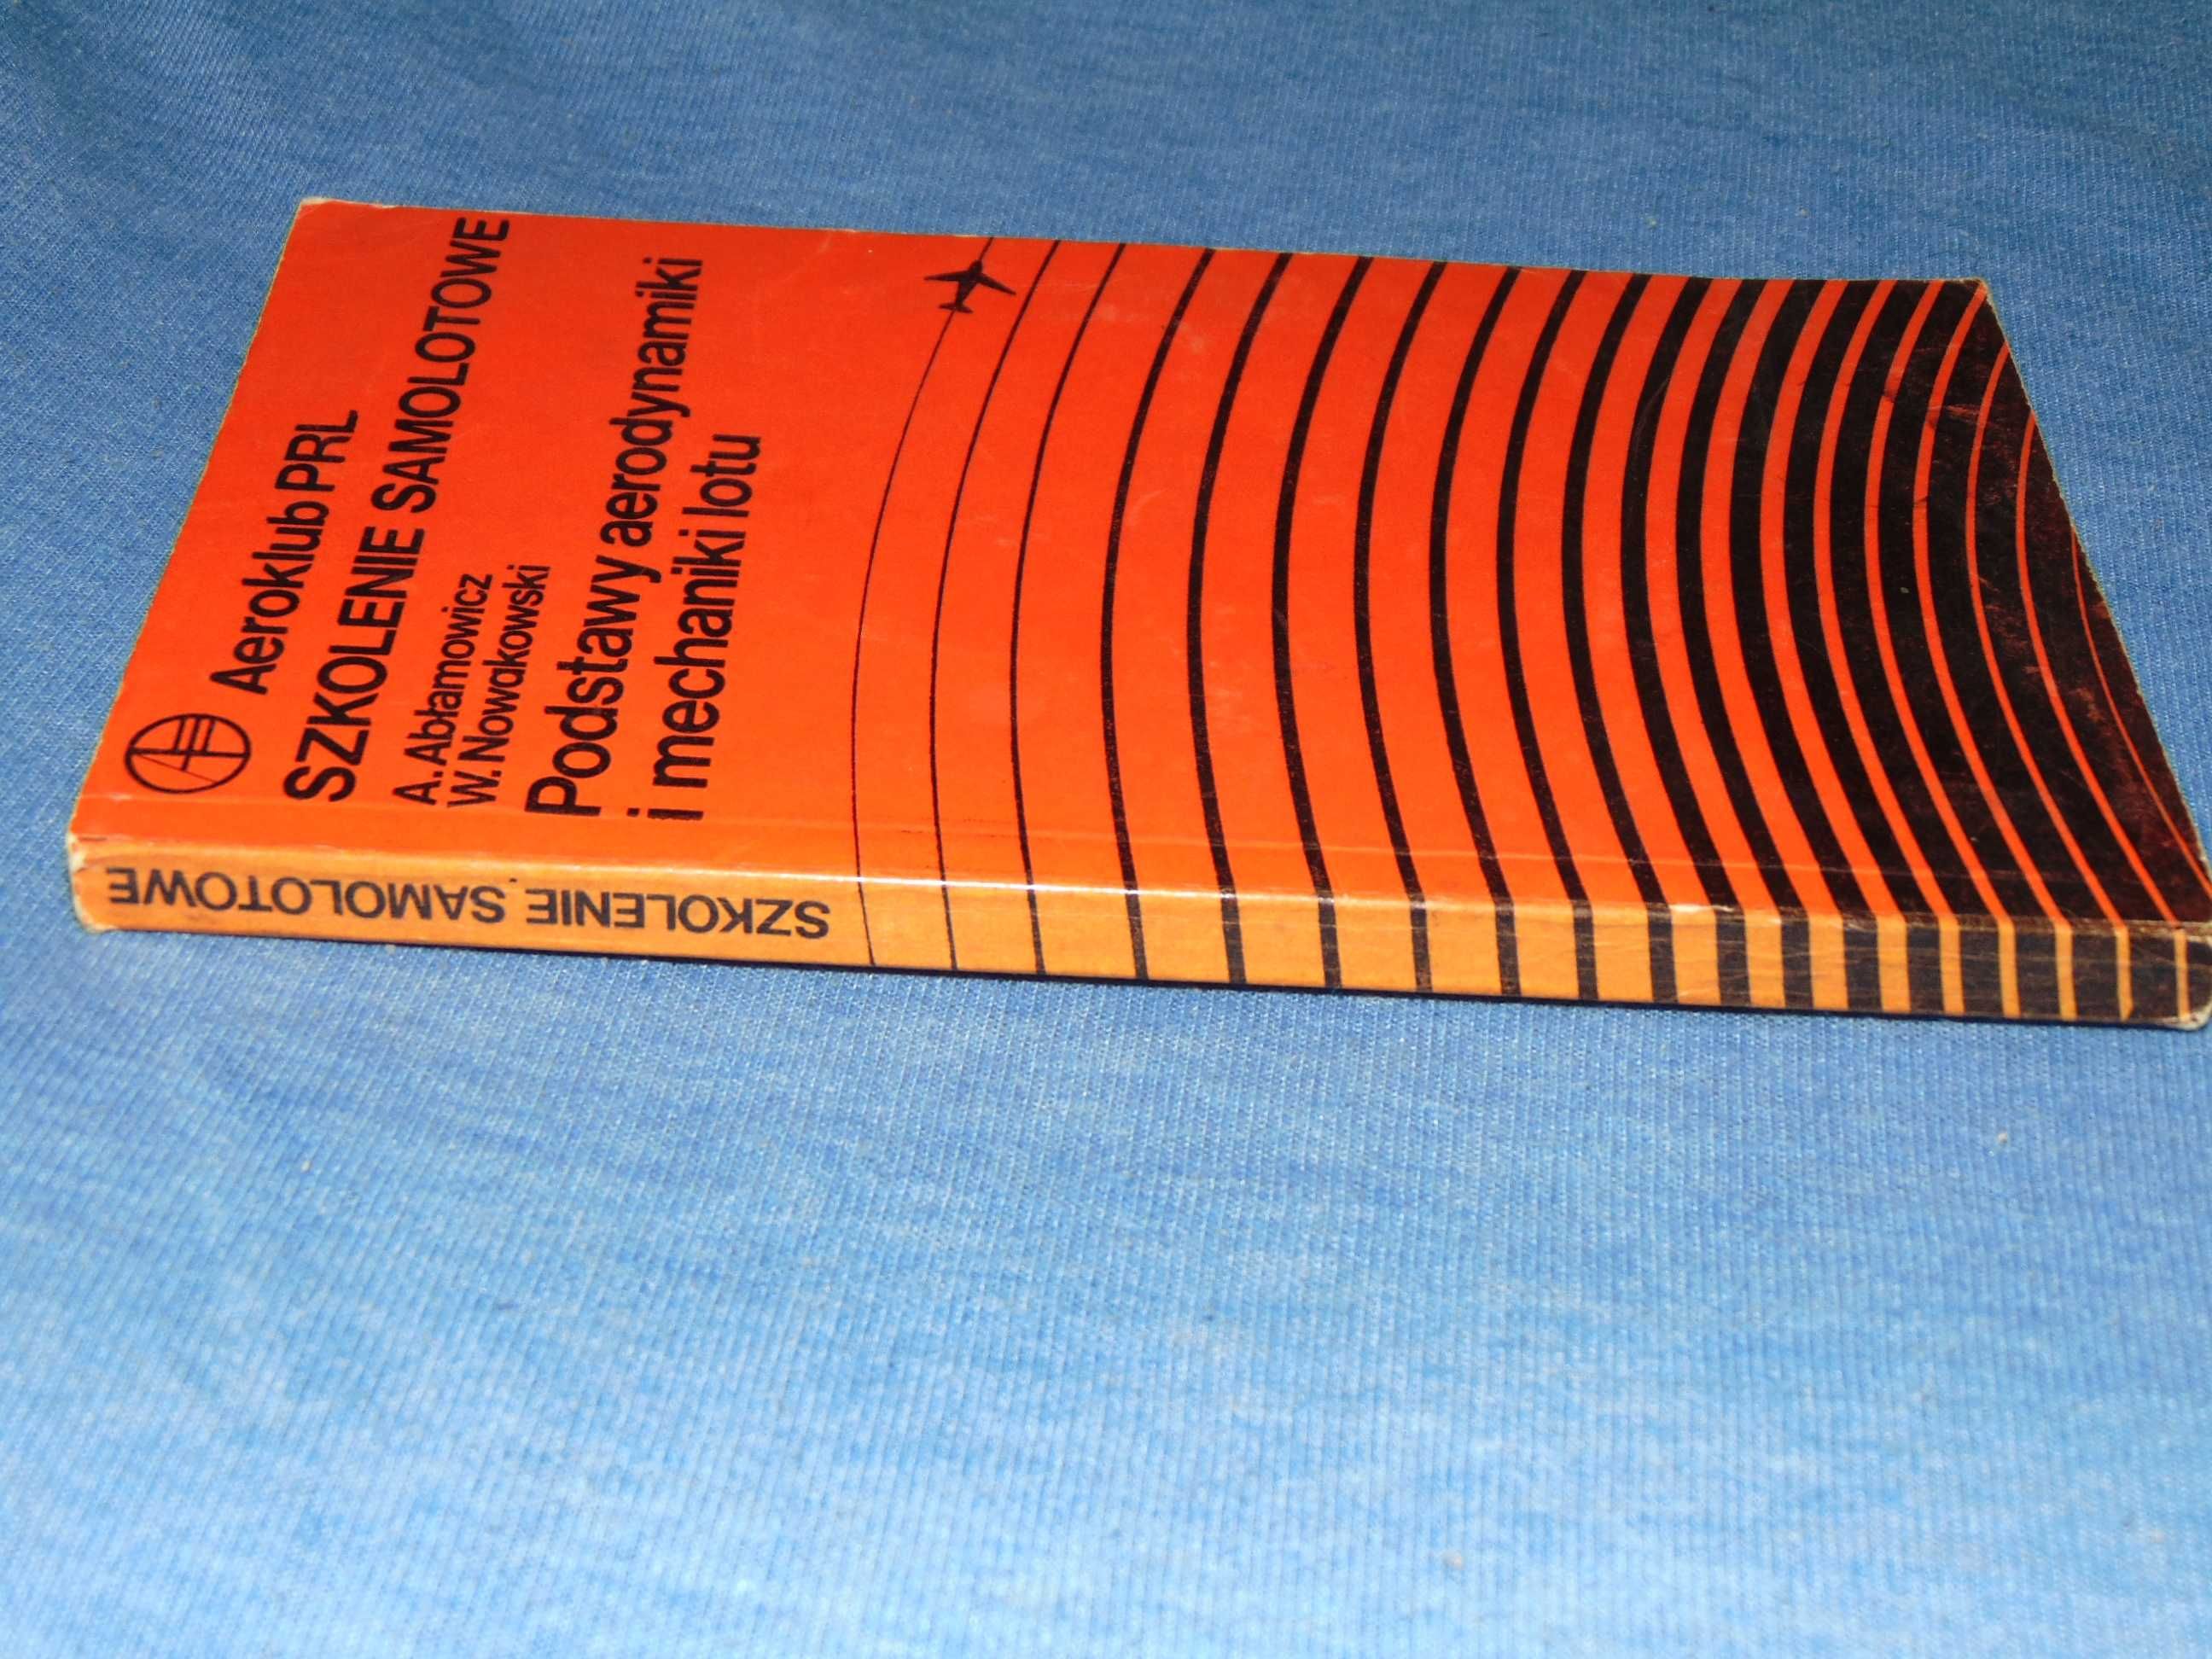 Aeroklub PRL
SZKOLENIE SAMOLOTOWE
A. Abłamowicz
W. Nowakowski
Podstawy aerodynamiki
i mechaniki lotu
SZKOLENIE SAMOLOTOWE